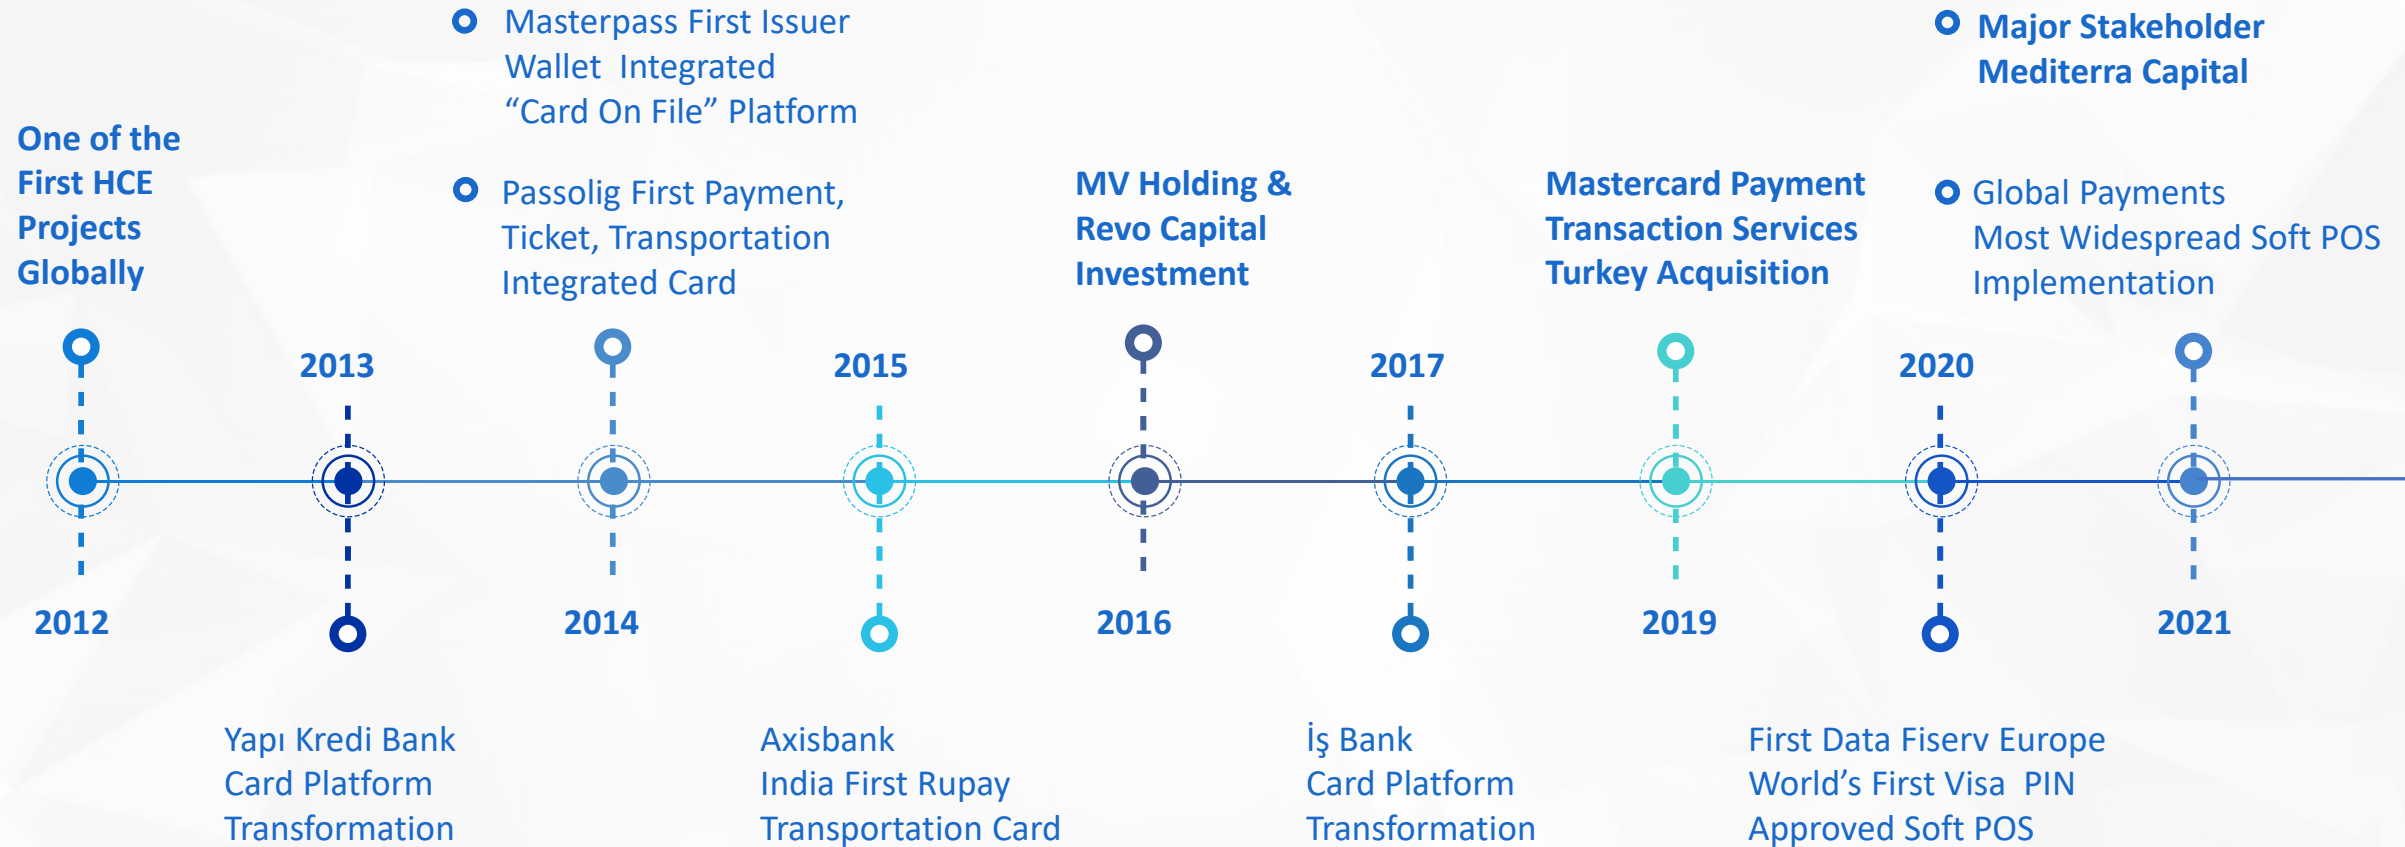 One of the
First HCE
Projects
Globally
2012
2013
Yapı Kredi Bank
Card Platform
Transformation
Masterpass First Issuer
Wallet Integrated
“Card On File” Platform
Passolig First Payment,
Ticket, Transportation
Integrated Card
2014
2015
Axisbank
India First Rupay
Transportation Card
MV Holding &
Revo Capital
Investment
2016
2017
İş Bank
Card Platform
Transformation
Mastercard Payment
Transaction Services
Turkey Acquisition
2019
2020
First Data Fiserv Europe
World’s First Visa PIN
Approved Soft POS
Major Stakeholder
Mediterra Capital
Global Payments
Most Widespread Soft POS
Implementation
2021